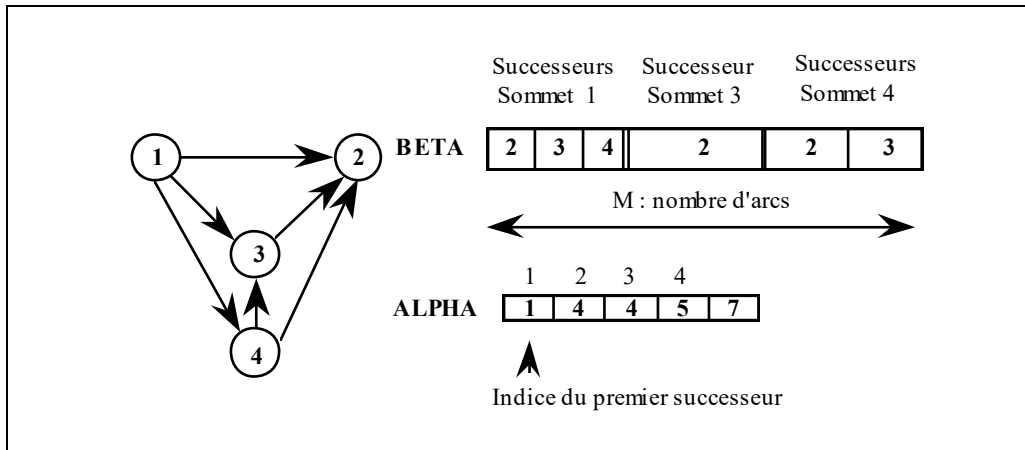 Successeurs Successeur Successeurs
Sommet 1 Sommet 3 Sommet 4
1 2 BETA 2 3 4 2 2 3
M : nombre d'arcs
3
1 2 3 4
ALPHA 1 4 4 5 7
4
Indice du premier successeur